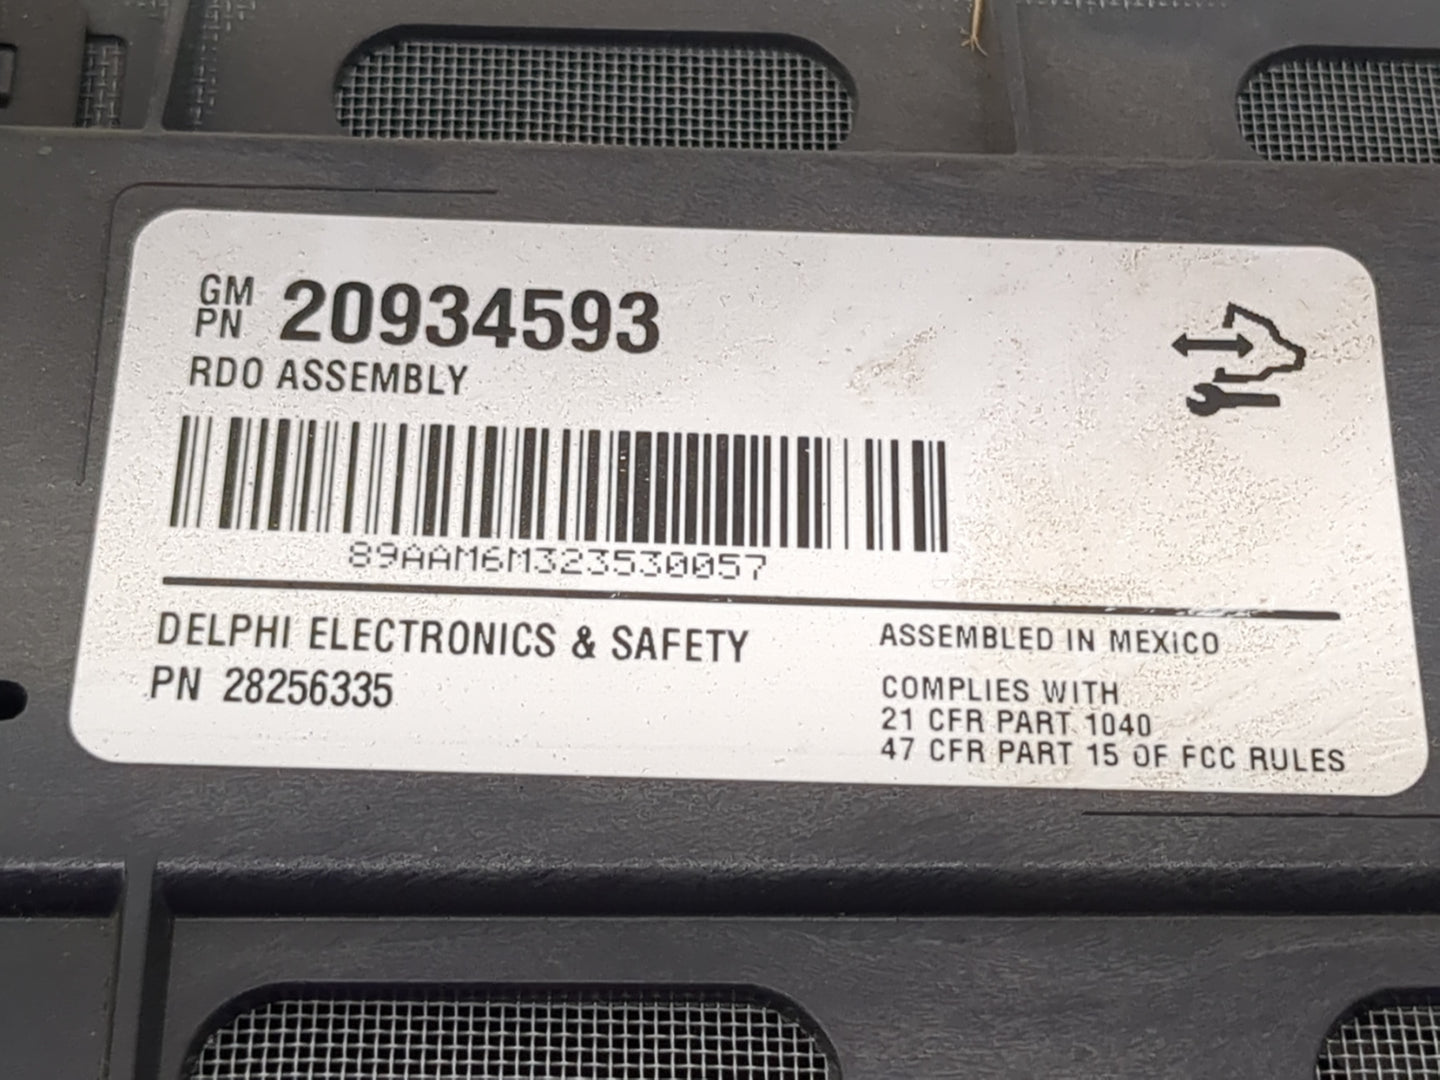 GM
PN 20934593
RDO ASSEMBLY
89AAM6M323530057
DELPHI ELECTRONICS & SAFETY
PN 28256335
ASSEMBLED IN MEXiCO
COMPLIES WITH
21 CFR PART 1040
47 CFR PART 15 OF FCC RULES